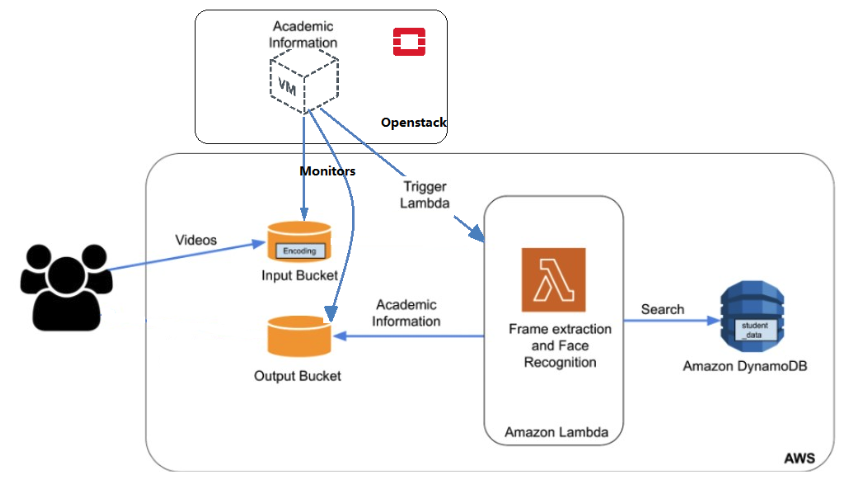 Academic
Information
VM
Openstack
Monitors
Trigger
Lambda
Videos
Encoding
Input Bucket
Academic
Information
Output Bucket
Frame extraction
and Face
Recognition
Amazon Lambda
Search
student
_data
Amazon DynamoDB
AWS